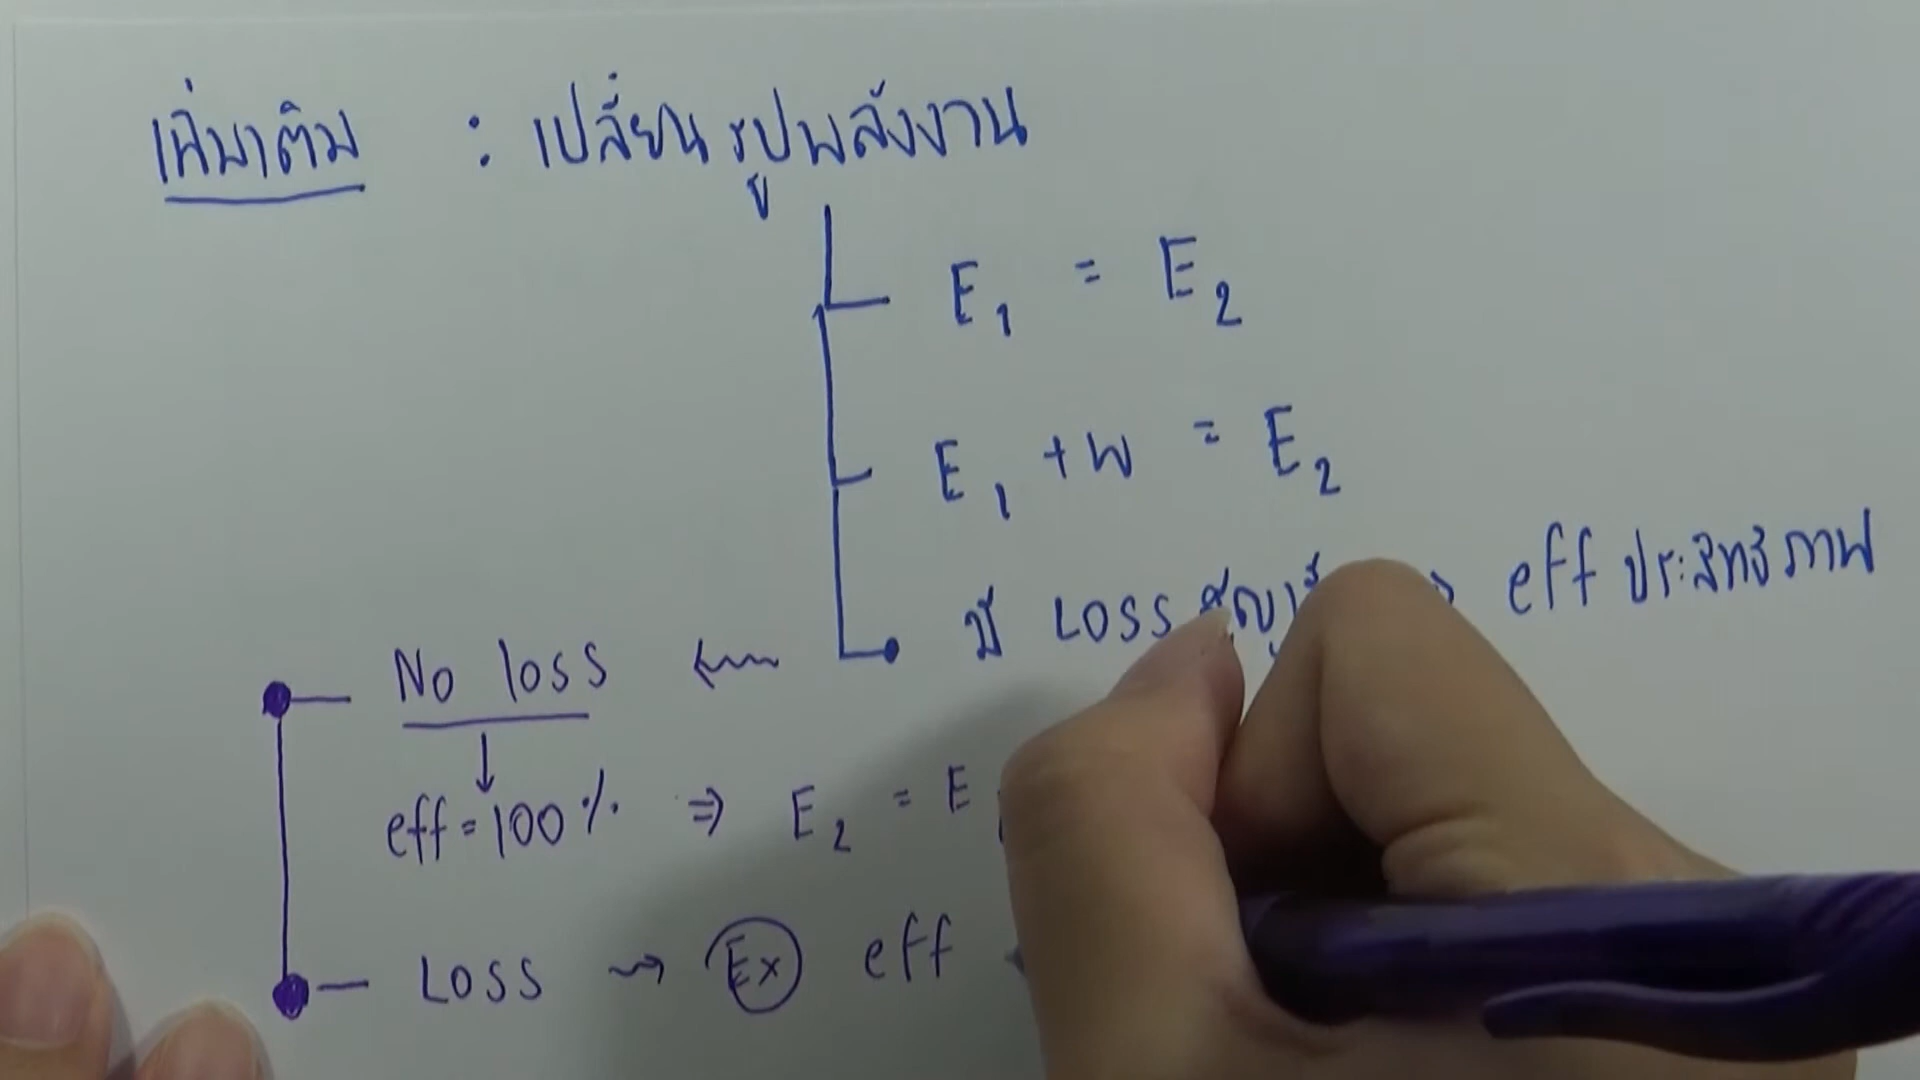 เพิ่มเติม : เปลี่ยนรูปพลังงาน
E1 = E2
E1 + W = E2
มี LOSS eff ประสิทธิภาพ
No loss
eff = 100% ⇒ E2 = E
LOSS Ex eff